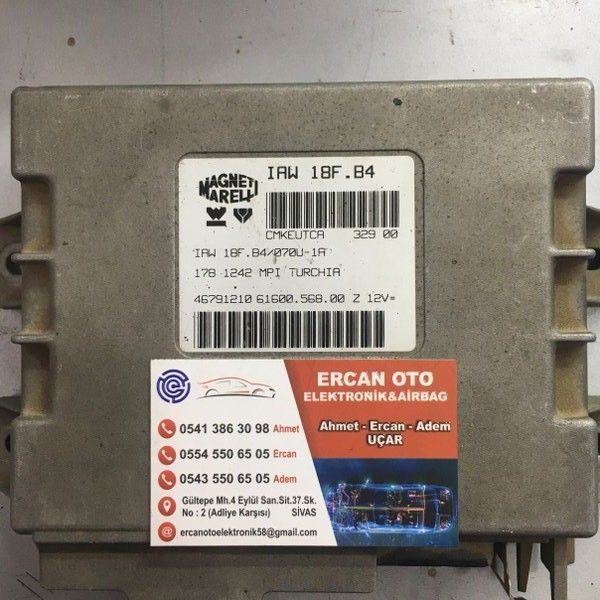 MAGNETI
MARELLI
IAW 18F.B4
CMKEUTCA 329 00
IAW 18F.B4/070U-1A
178 1242 MPI TURCHIA
46791210 61600.568.00 Z 12V=
ERCAN OTO
ELEKTRONİK&AİRBAG
0541 386 30 98 Ahmet
0554 550 65 05 Ercan
0543 550 65 05 Adem
Ahmet - Ercan - Adem
UÇAR
Gültepe Mh.4 Eylül San.Sit.37.Sk.
No : 2 (Adliye Karşısı) SİVAS
ercanotoelektronik58@gmail.com